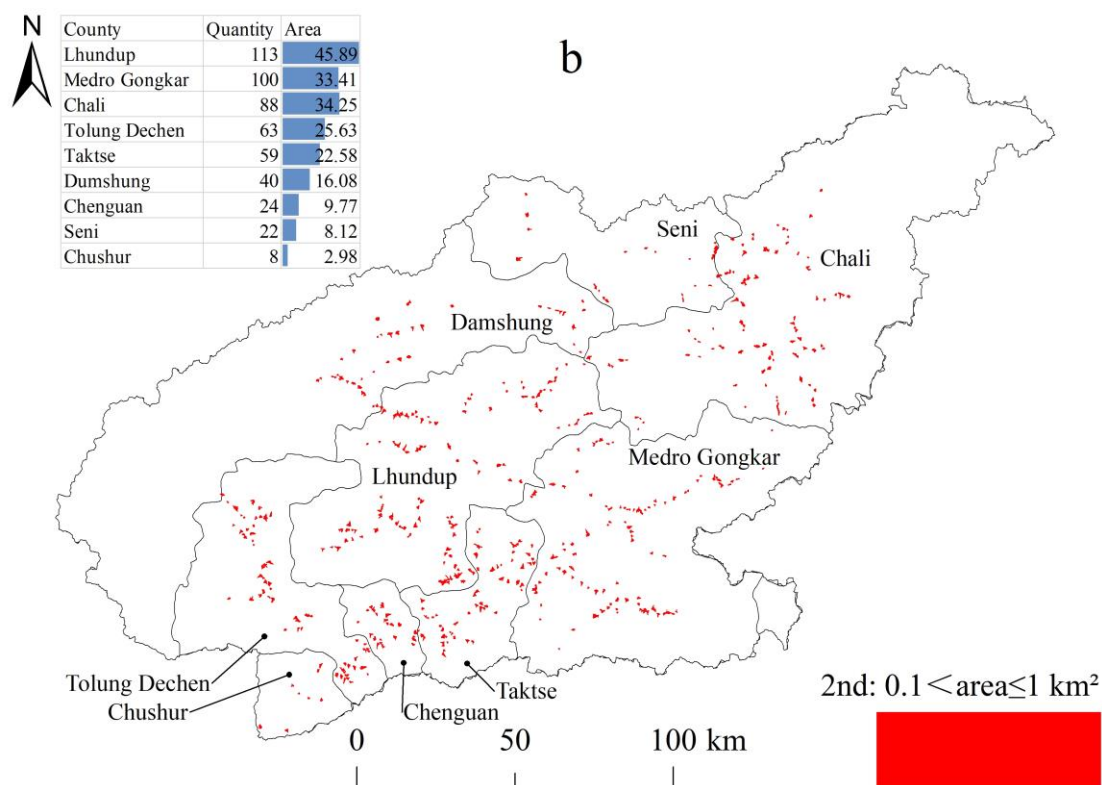 N
County Quantity Area
Lhundup 113 45.89
Medro Gongkar 100 33.41
Chali 88 34.25
Tolung Dechen 63 25.63
Taktse 59 22.58
Dumshung 40 16.08
Chenguan 24 9.77
Seni 22 8.12
Chushur 8 2.98
b
Seni
Chali
Damshung
Medro Gongkar
Lhundup
Tolung Dechen
Chushur
Chenguan
Taktse
2nd: 0.1<area≤1 km²
0 50 100 km